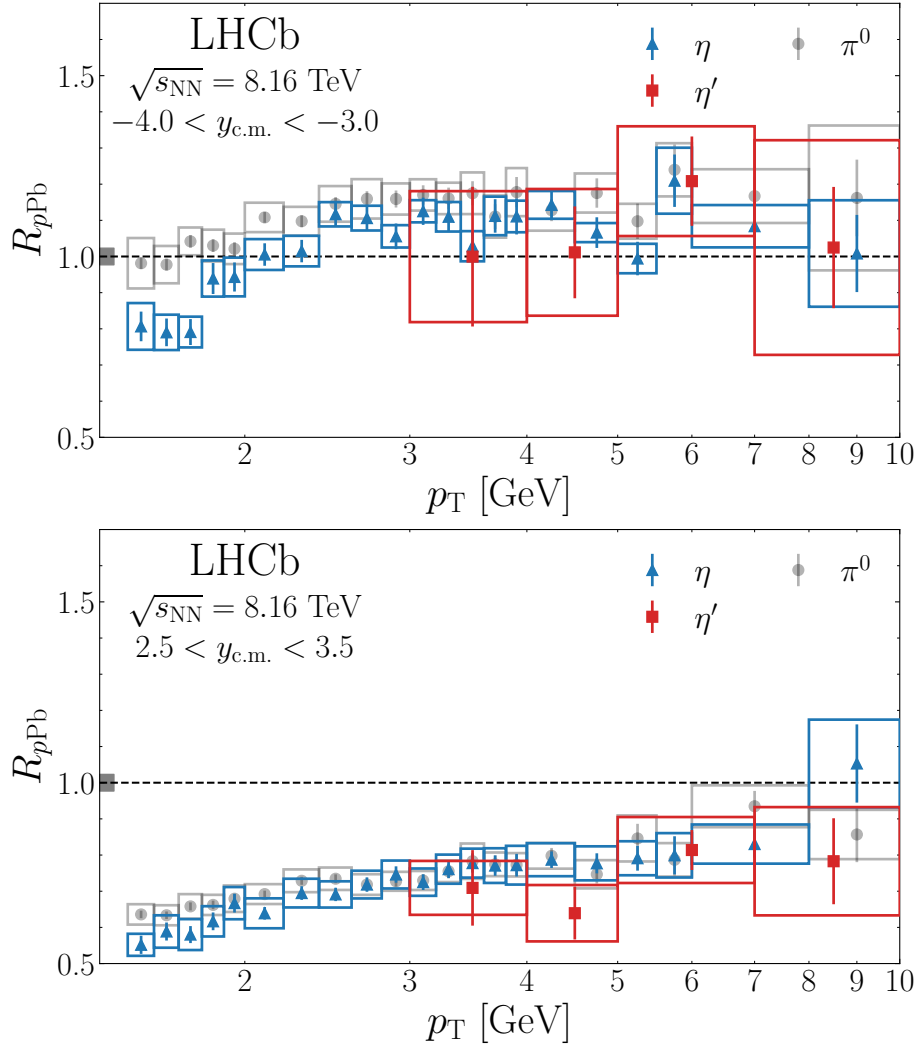 LHCb
√s_NN = 8.16 TeV
−4.0 < y_c.m. < −3.0
η
π⁰
η′
R_pPb
1.5
1.0
0.5
2 3 4 5 6 7 8 9 10
p_T [GeV]
LHCb
√s_NN = 8.16 TeV
2.5 < y_c.m. < 3.5
η
π⁰
η′
R_pPb
1.5
1.0
0.5
2 3 4 5 6 7 8 9 10
p_T [GeV]